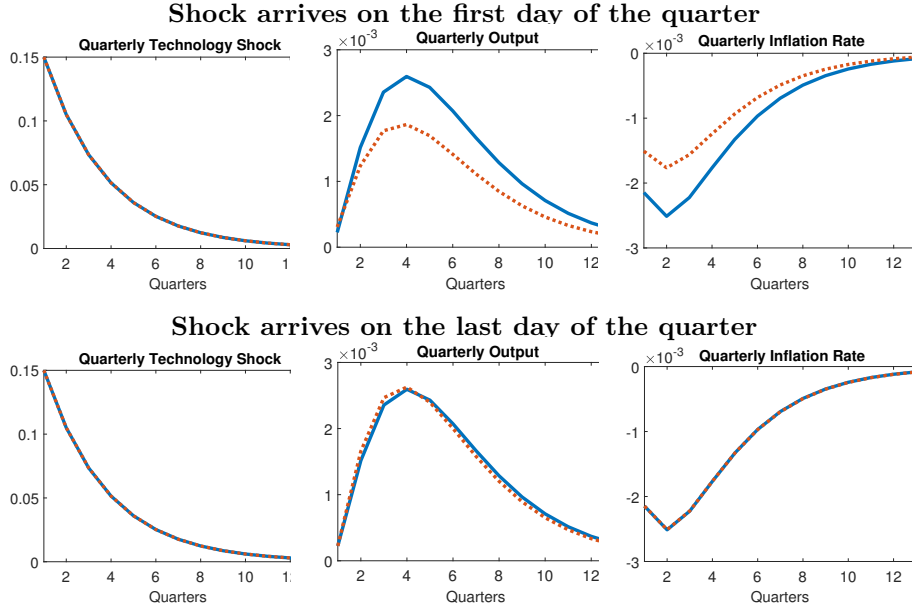 Shock arrives on the first day of the quarter
Quarterly Technology Shock
0.15
0.1
0.05
0
2 4 6 8 10 1
Quarters
Quarterly Output
×10⁻³
3
2
1
0
2 4 6 8 10 12
Quarters
Quarterly Inflation Rate
×10⁻³
0
-1
-2
-3
2 4 6 8 10 12
Quarters
Shock arrives on the last day of the quarter
Quarterly Technology Shock
0.15
0.1
0.05
0
2 4 6 8 10 1
Quarters
Quarterly Output
×10⁻³
3
2
1
0
2 4 6 8 10 12
Quarters
Quarterly Inflation Rate
×10⁻³
0
-1
-2
-3
2 4 6 8 10 12
Quarters